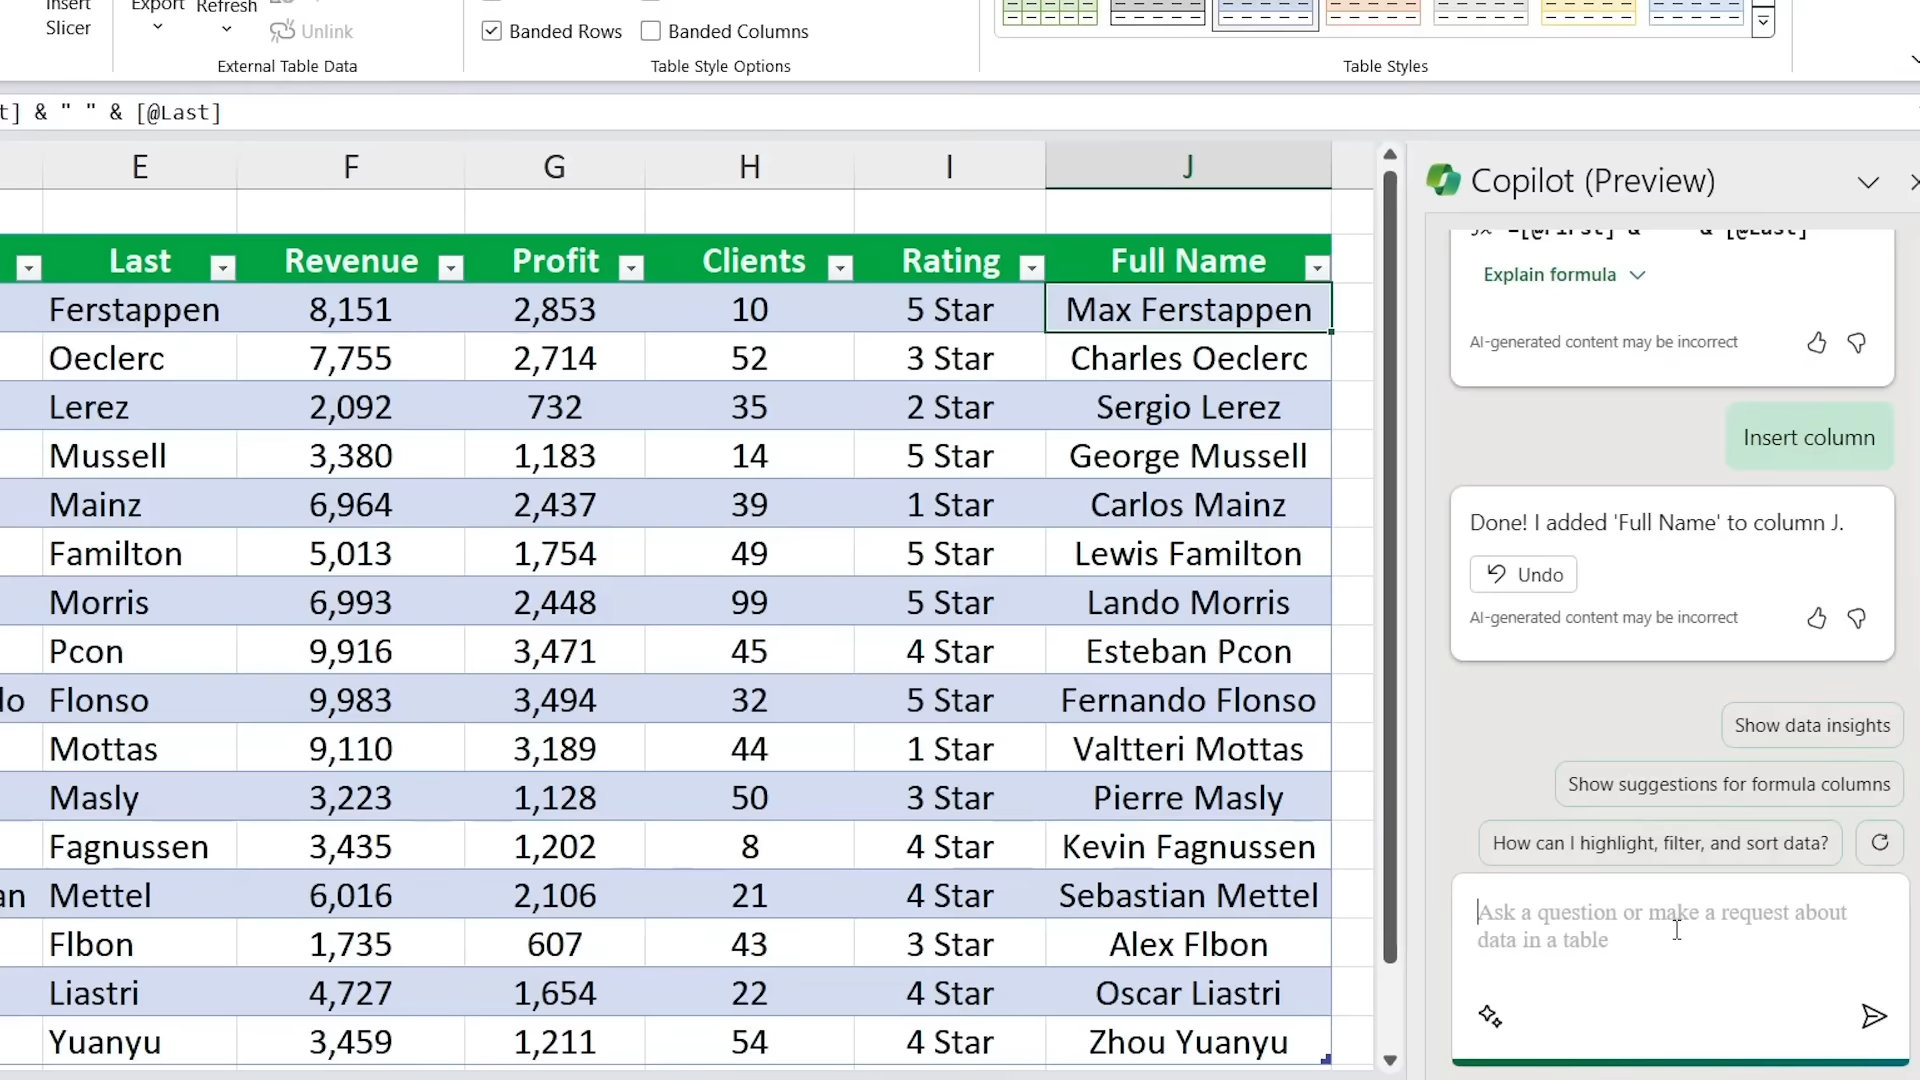 Insert
Slicer
Export
Refresh
Unlink
External Table Data
Banded Rows
Banded Columns
Table Style Options
Table Styles
t] & " " & [@Last]
E F G H I J
Last Revenue Profit Clients Rating Full Name
Ferstappen 8,151 2,853 10 5 Star Max Ferstappen
Oeclerc 7,755 2,714 52 3 Star Charles Oeclerc
Lerez 2,092 732 35 2 Star Sergio Lerez
Mussell 3,380 1,183 14 5 Star George Mussell
Mainz 6,964 2,437 39 1 Star Carlos Mainz
Familton 5,013 1,754 49 5 Star Lewis Familton
Morris 6,993 2,448 99 5 Star Lando Morris
Pcon 9,916 3,471 45 4 Star Esteban Pcon
lo Flonso 9,983 3,494 32 5 Star Fernando Flonso
Mottas 9,110 3,189 44 1 Star Valtteri Mottas
Masly 3,223 1,128 50 3 Star Pierre Masly
Fagnussen 3,435 1,202 8 4 Star Kevin Fagnussen
an Mettel 6,016 2,106 21 4 Star Sebastian Mettel
Flbon 1,735 607 43 3 Star Alex Flbon
Liastri 4,727 1,654 22 4 Star Oscar Liastri
Yuanyu 3,459 1,211 54 4 Star Zhou Yuanyu
Copilot (Preview)
=[@First] & & [@Last]
Explain formula
AI-generated content may be incorrect
Insert column
Done! I added 'Full Name' to column J.
Undo
AI-generated content may be incorrect
Show data insights
Show suggestions for formula columns
How can I highlight, filter, and sort data?
Ask a question or make a request about
data in a table